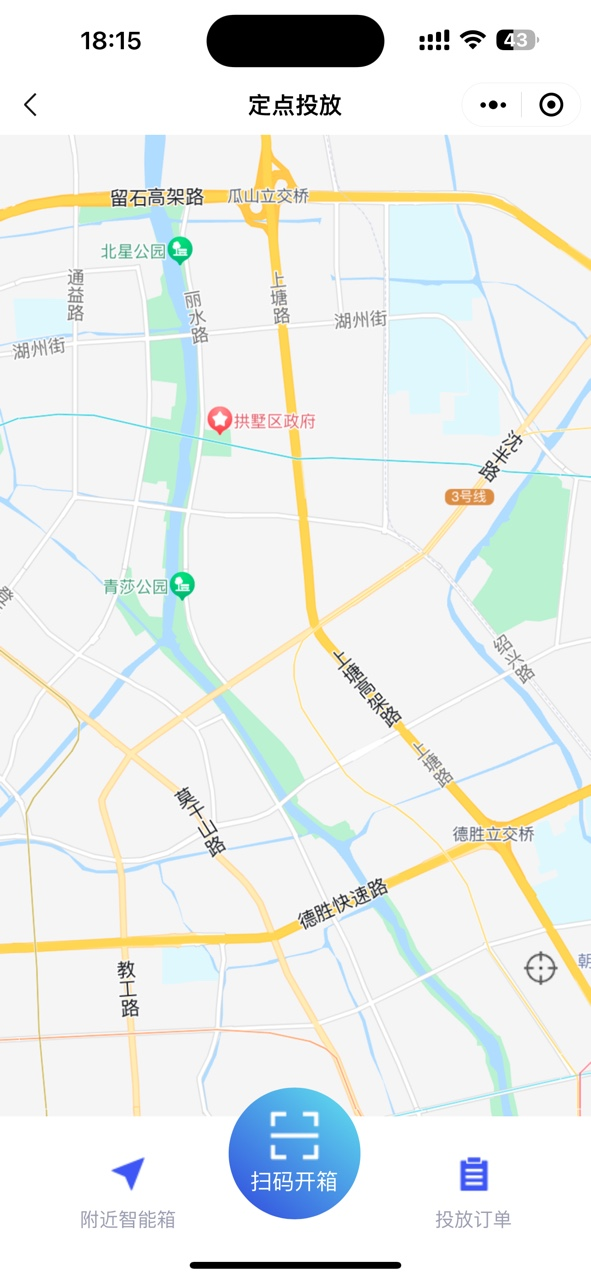 18:15
43
定点投放
留石高架路
瓜山立交桥
北星公园
通益路
丽水路
上塘路
湖州街
湖州街
拱墅区政府
沈半路
3号线
青莎公园
绍兴路
上塘高架路
上塘路
莫干山路
德胜立交桥
德胜快速路
教工路
朝
扫码开箱
附近智能箱
投放订单